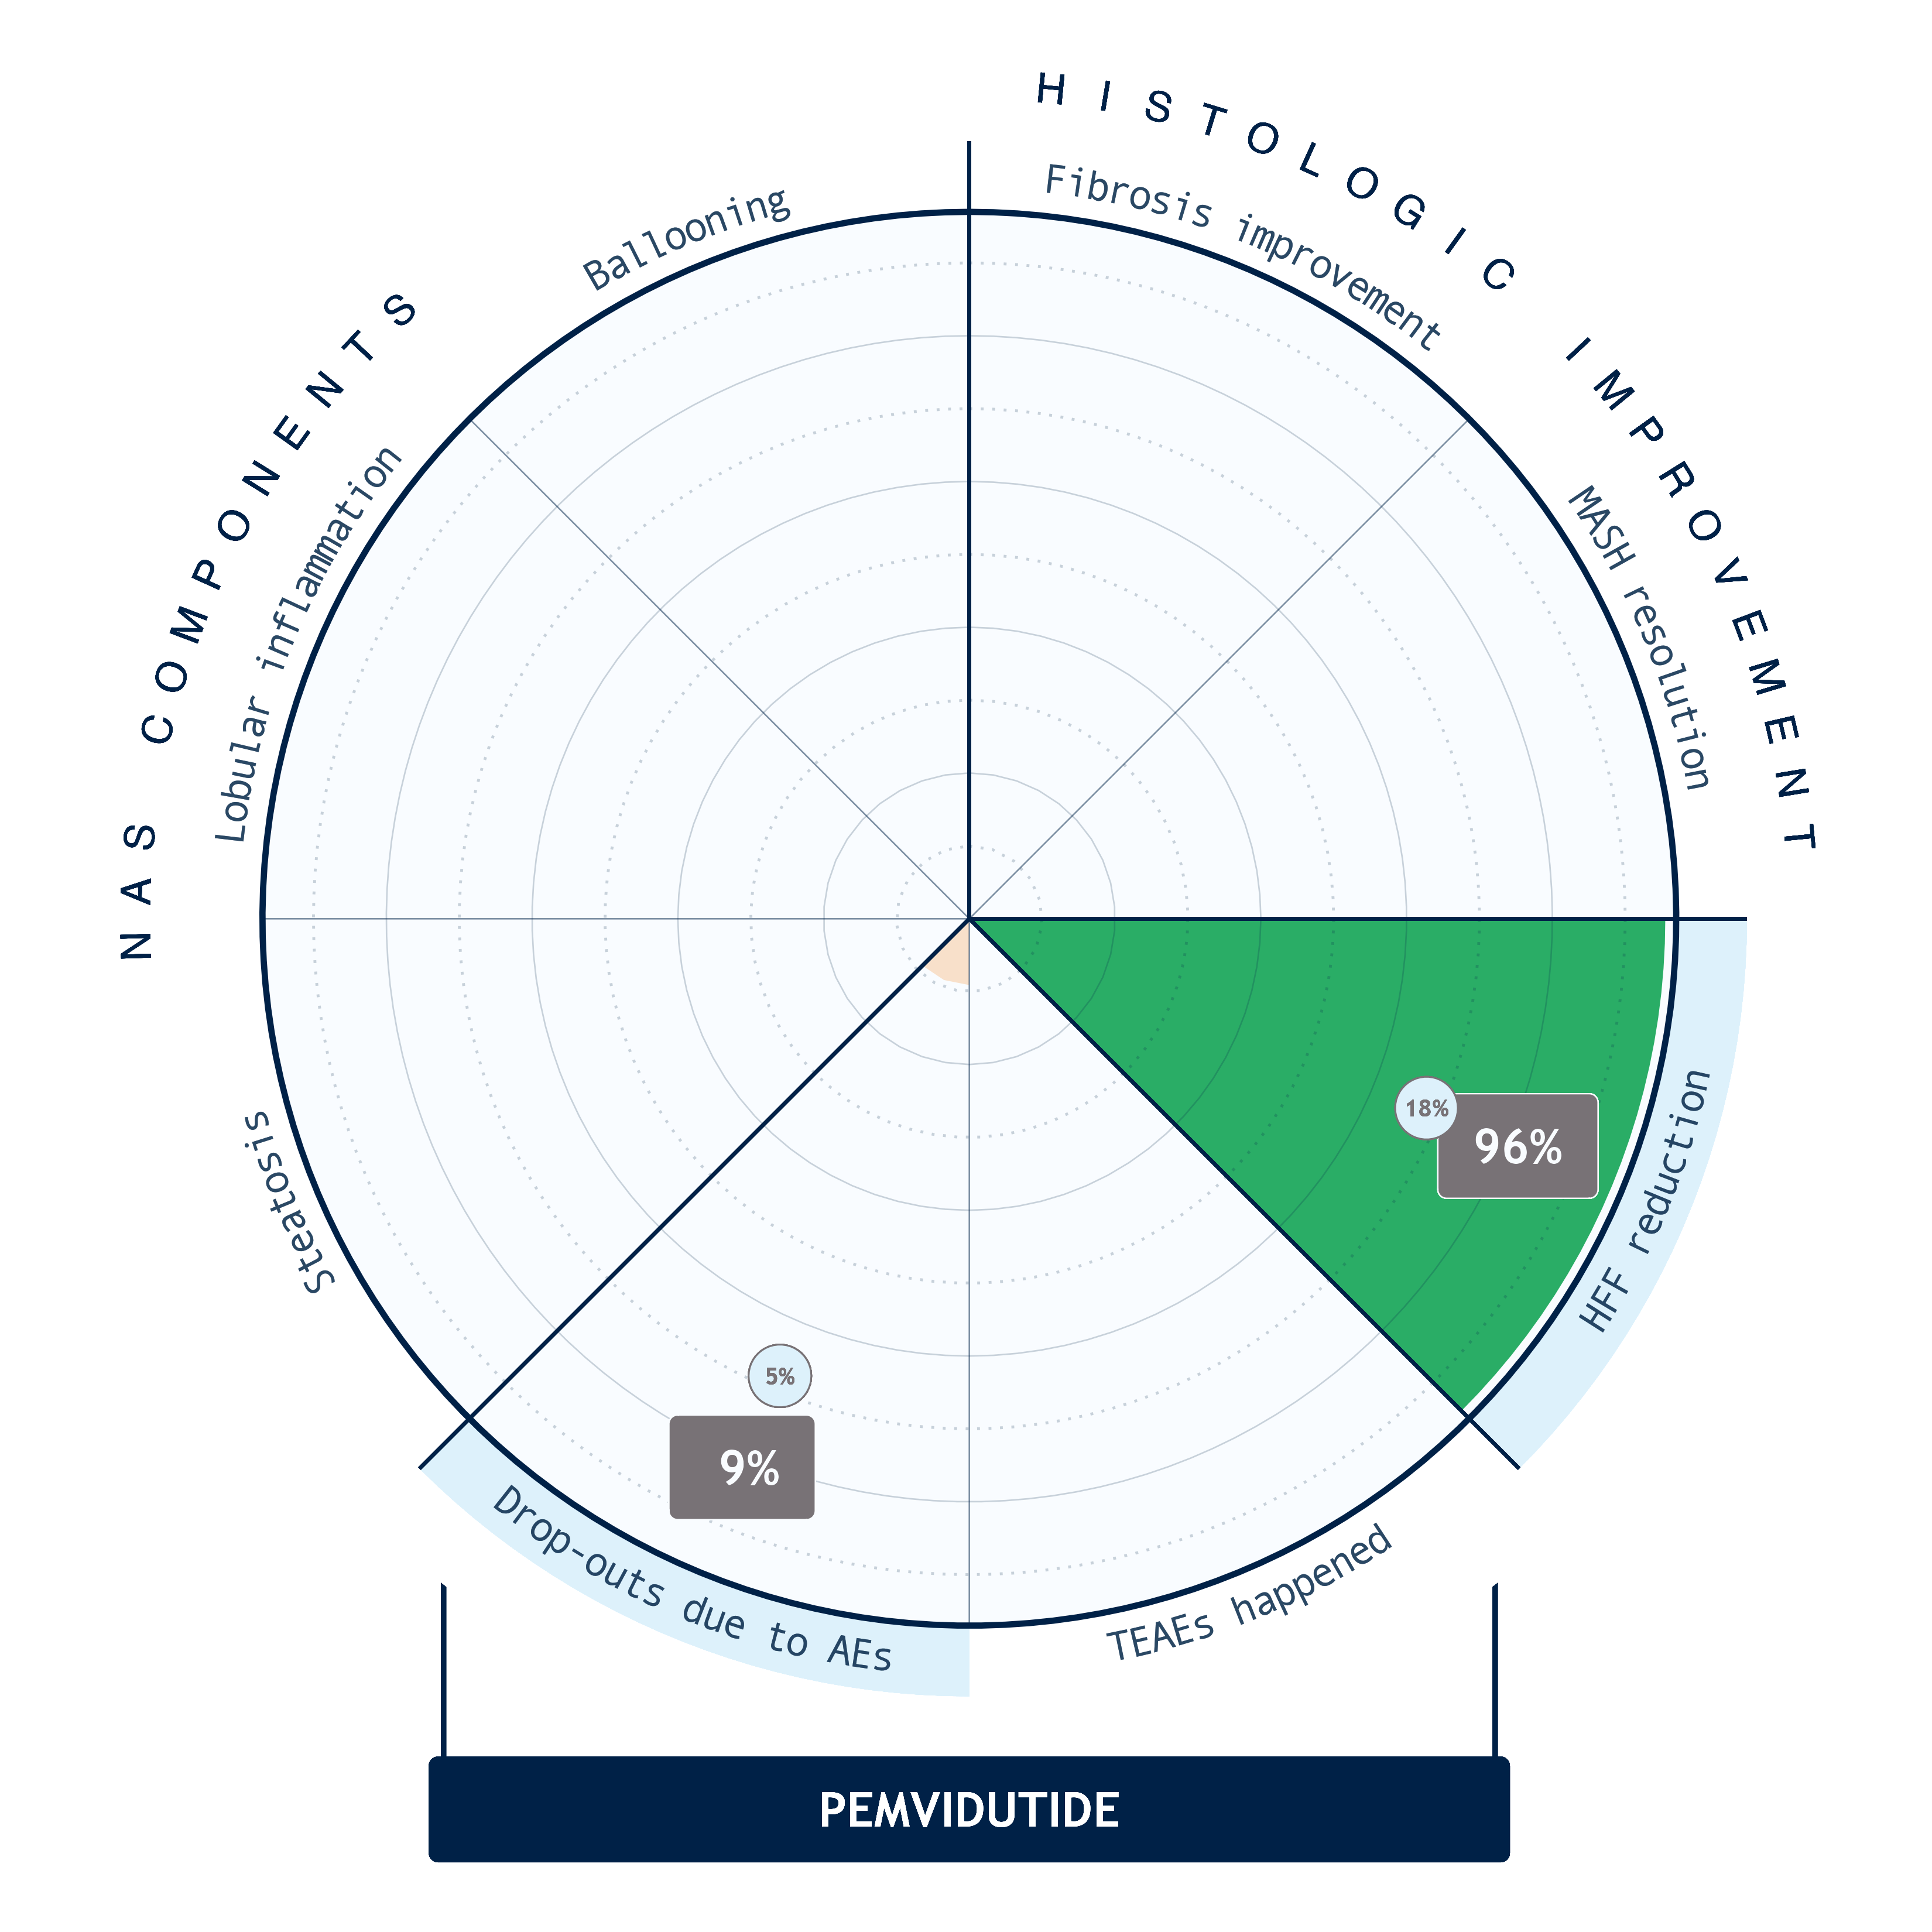 HISTOLOGIC IMPROVEMENT
Fibrosis improvement
MASH resolution
HFF reduction
18%
96%
TEAEs happened
Drop-outs due to AEs
5%
9%
Steatosis
Lobular inflammation
Ballooning
NAS COMPONENTS
PEMVIDUTIDE